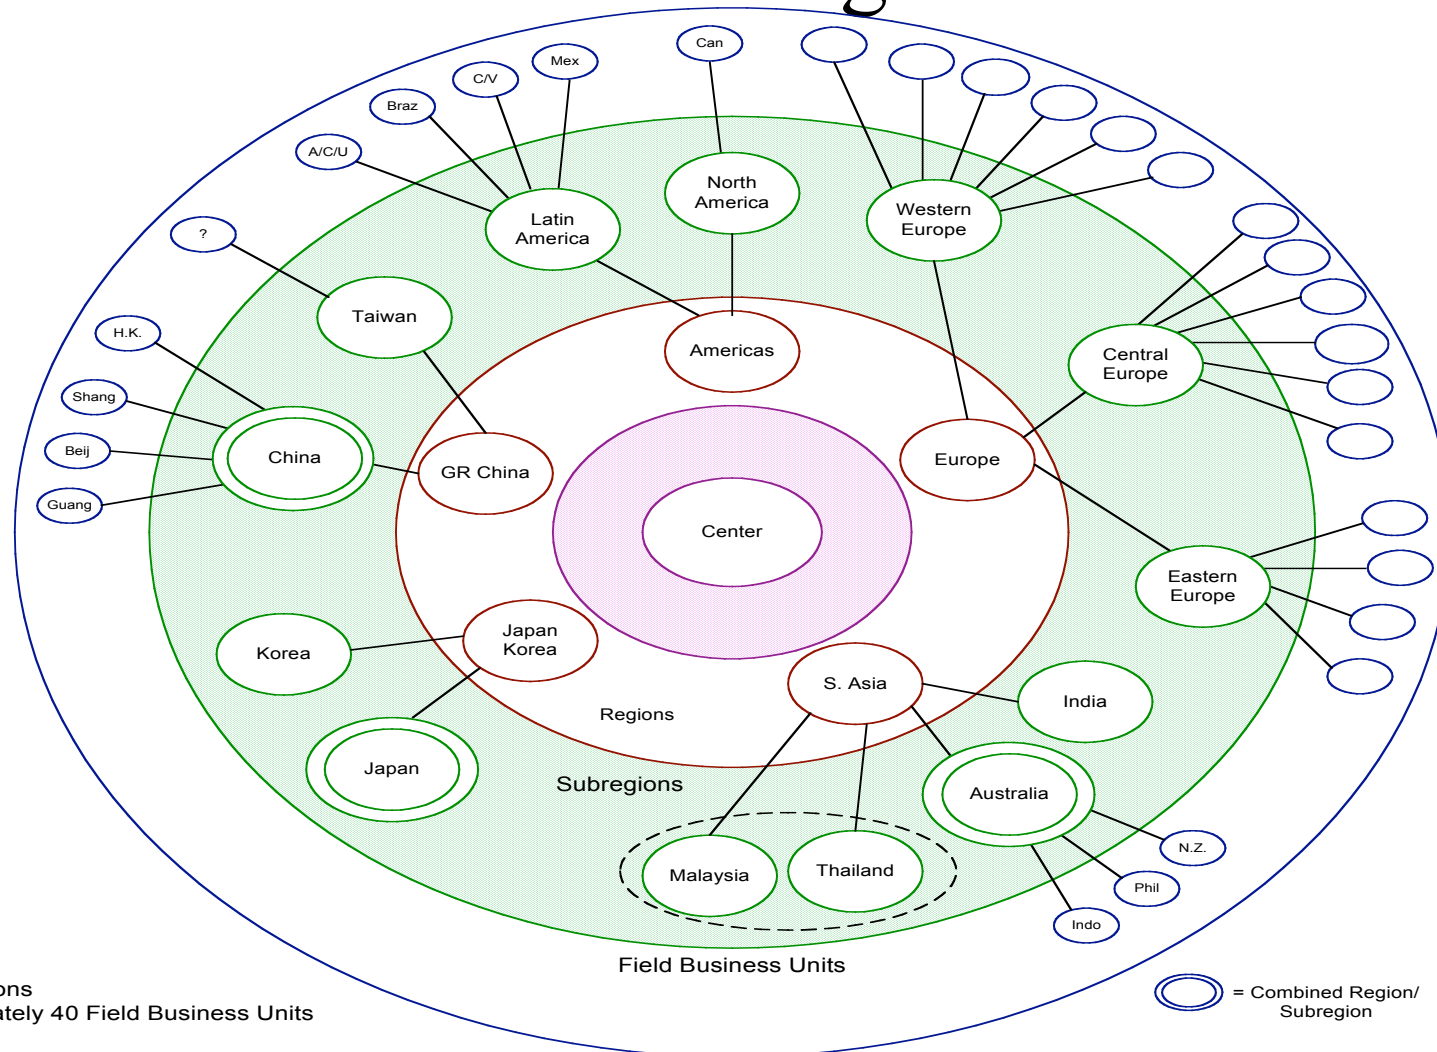 Can
Mex
C/V
Braz
A/C/U
?
H.K.
Shang
Beij
Guang
North
America
Latin
America
Western
Europe
Taiwan
Americas
Central
Europe
China
GR China
Europe
Center
Eastern
Europe
Japan
Korea
Korea
S. Asia
India
Regions
Japan
Subregions
Australia
Malaysia
Thailand
N.Z.
Phil
Indo
Field Business Units
= Combined Region/
Subregion
40 Field Business Units